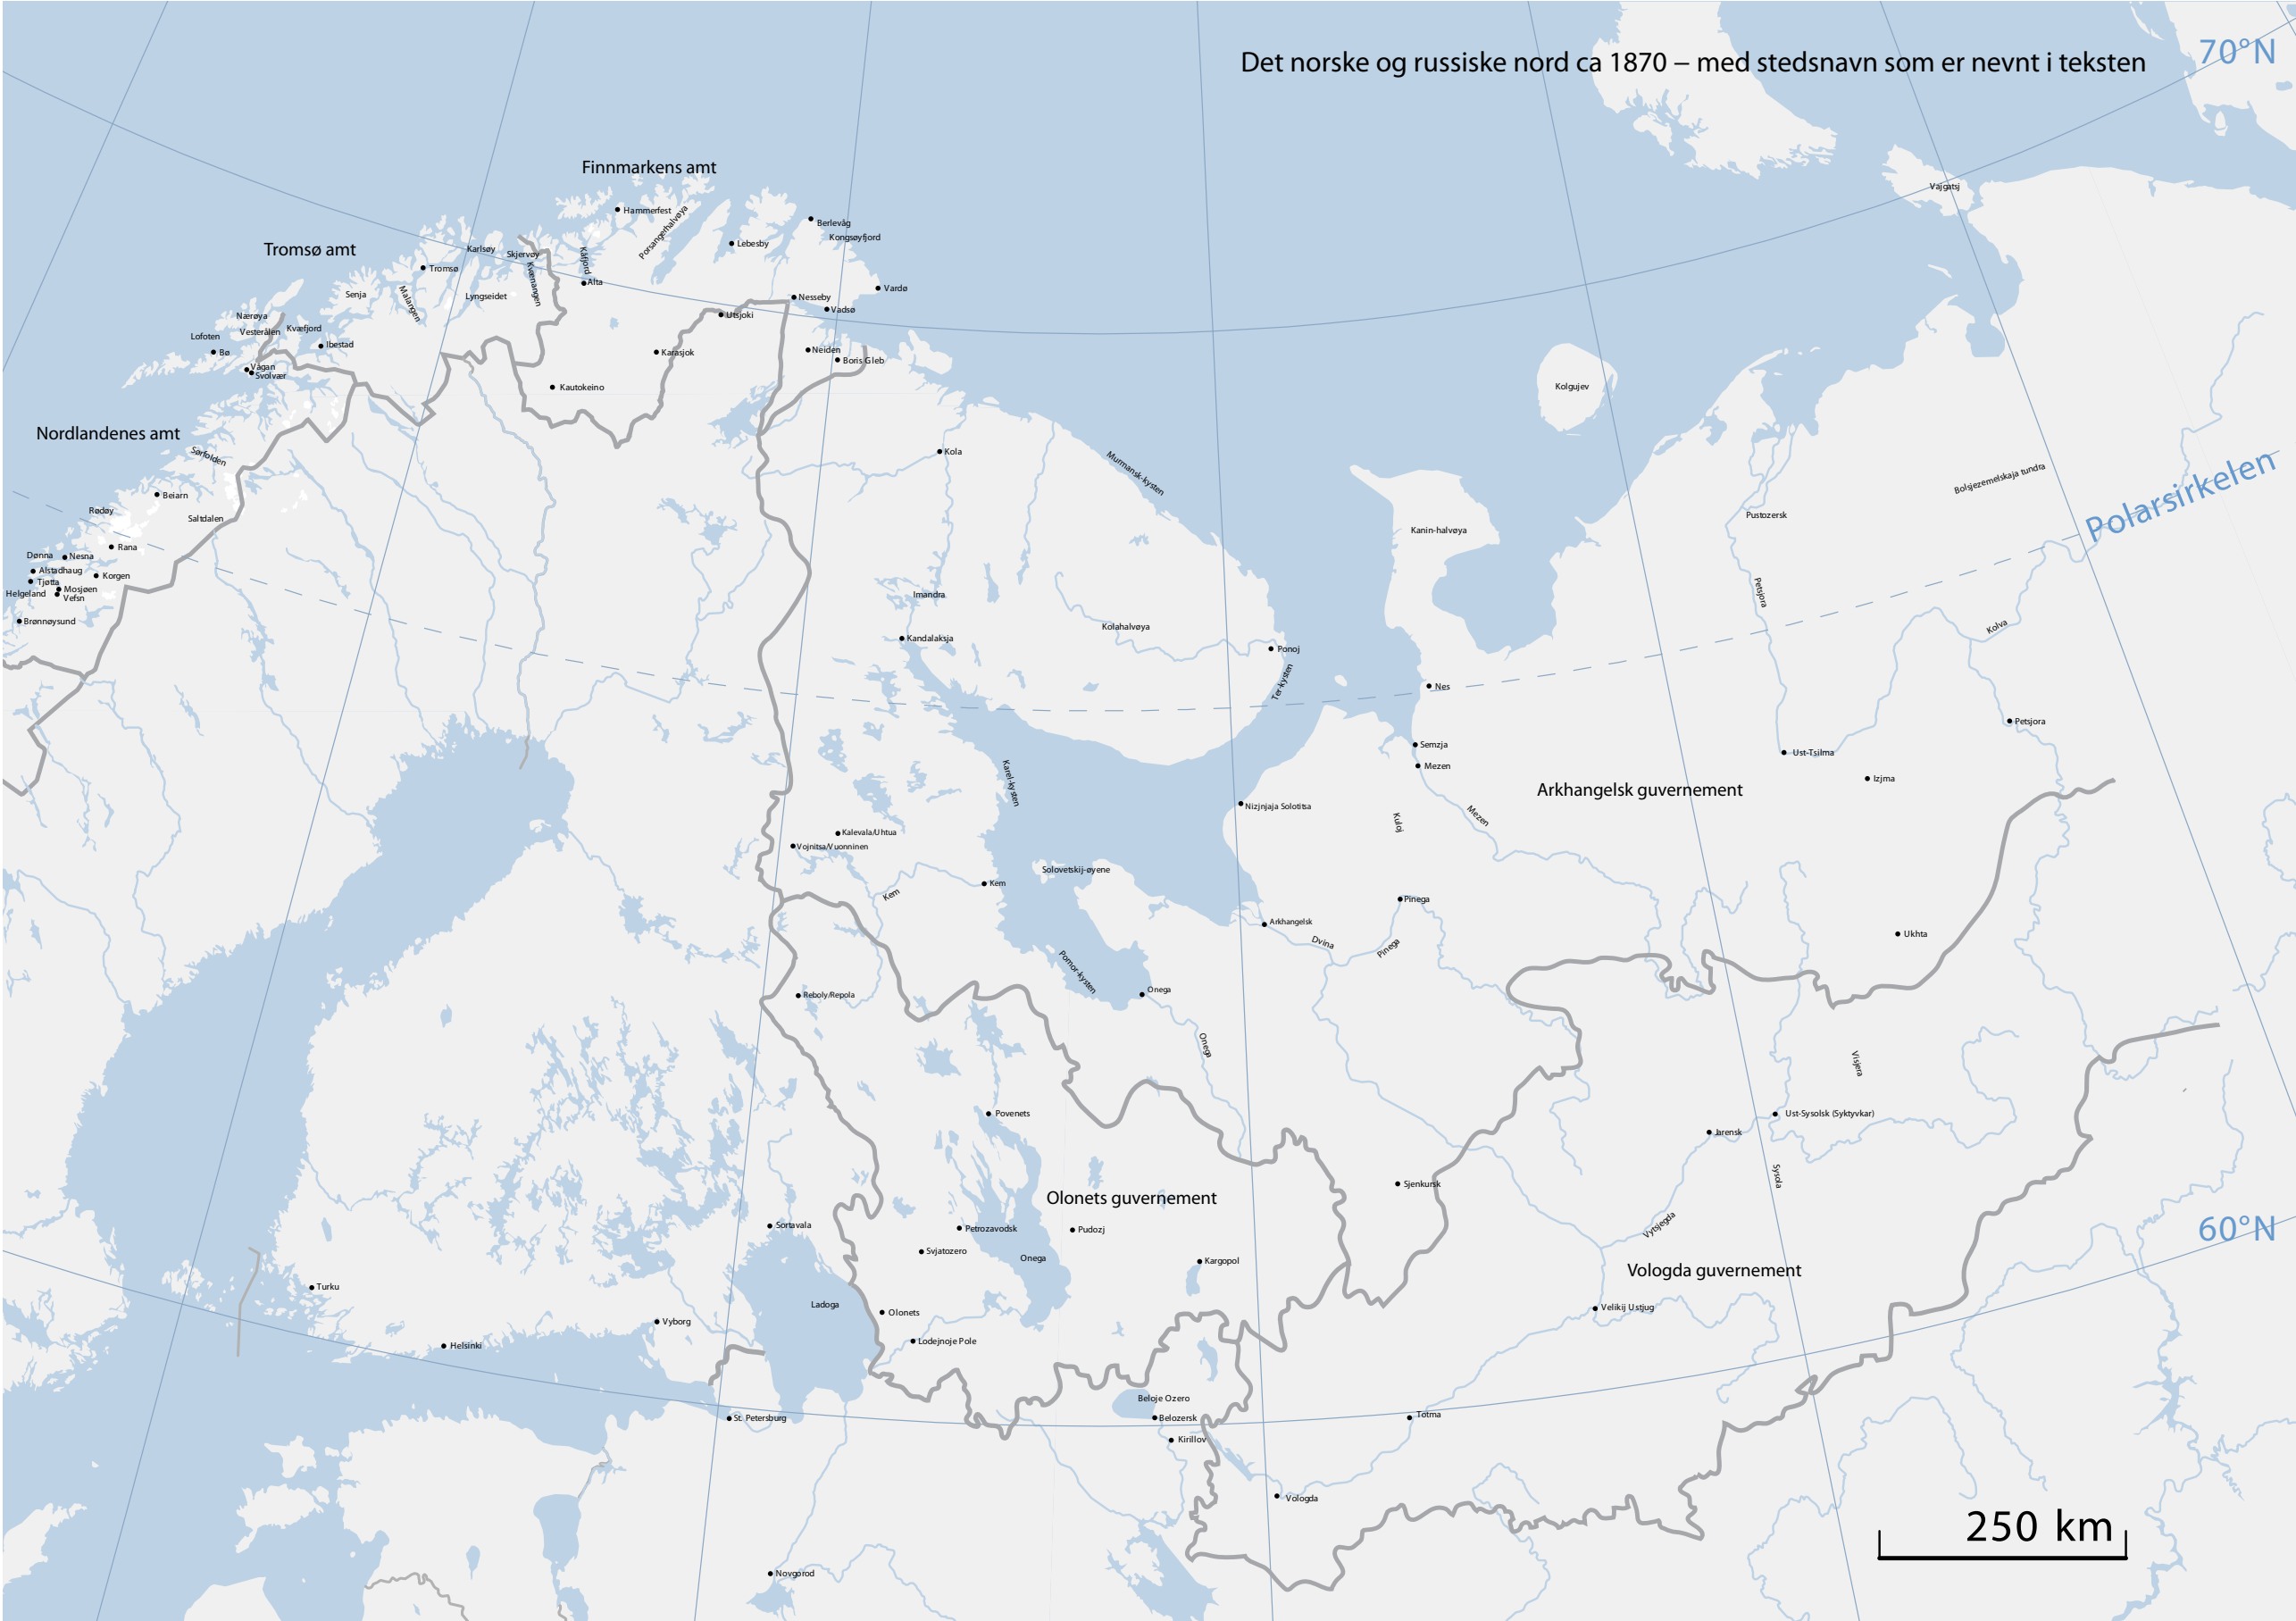 Det norske og russiske nord ca 1870 – med stedsnavn som er nevnt i teksten
70°N
Finnmarkens amt
Hammerfest
Porsangerhalvøya
Berlevåg
Kongsøyfjord
Lebesby
Vajgatsj
Tromsø amt
Karlsøy
Skjervøy
Kåfjord
Kvænangen
Tromsø
Alta
Vardø
Senja
Malangen
Lyngseidet
Nesseby
Vadsø
Utsjoki
Nærøya
Vesterålen
Kvæfjord
Lofoten
Ibestad
Bø
Karasjok
Neiden
Boris Gleb
Vågan
Svolvær
Kautokeino
Kolgujev
Nordlandenes amt
Sørfolden
Kola
Murmansk-kysten
Bolsjezemelskaja tundra
Polarsirkelen
Beiarn
Rødøy
Saltdalen
Pustozersk
Kanin-halvøya
Rana
Dønna
Nesna
Alstadhaug
Korgen
Tjøtta
Mosjøen
Helgeland
Vefsn
Brønnøysund
Imandra
Petsjora
Kolahalvøya
Kolva
Kandalaksja
Ponoj
Ter-kysten
Nes
Petsjora
Semzja
Ust-Tsilma
Mezen
Izjma
Karel-kysten
Arkhangelsk guvernement
Nizjnjaja Solotitsa
Kuloj
Mezen
Kalevala/Uhtua
Vojnitsa/Vuonninen
Solovetskij-øyene
Kem
Kem
Pinega
Arkhangelsk
Dvina
Pinega
Ukhta
Pomor-kysten
Reboly/Repola
Onega
Onega
Visjera
Povenets
Ust-Sysolsk (Syktyvkar)
Jarensk
Sysola
Sjenkursk
Olonets guvernement
Sortavala
Petrozavodsk
Pudozj
Vytsjegda
60°N
Svjatozero
Onega
Kargopol
Vologda guvernement
Turku
Ladoga
Olonets
Velikij Ustjug
Vyborg
Lodejnoje Pole
Helsinki
Beloje Ozero
St. Petersburg
Belozersk
Totma
Kirillov
Vologda
250 km
Novgorod